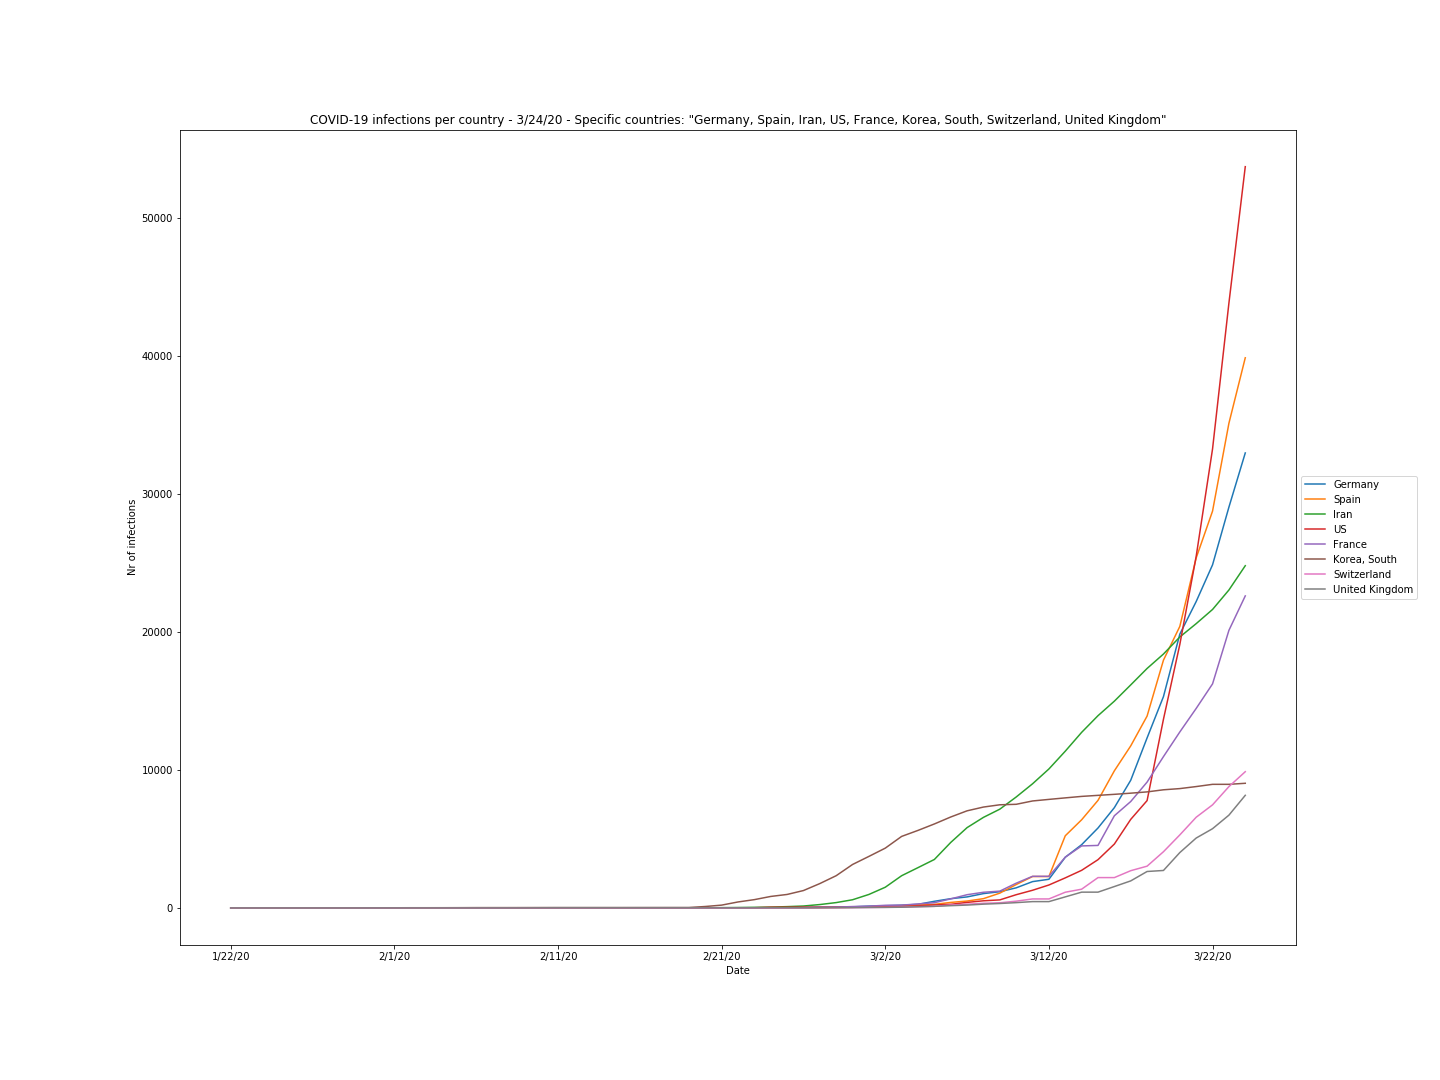 COVID-19 infections per country - 3/24/20 - Specific countries: "Germany, Spain, Iran, US, France, Korea, South, Switzerland, United Kingdom"
50000
40000
30000
20000
10000
0
Nr of infections
1/22/20 2/1/20 2/11/20 2/21/20 3/2/20 3/12/20 3/22/20
Date
Germany
Spain
Iran
US
France
Korea, South
Switzerland
United Kingdom